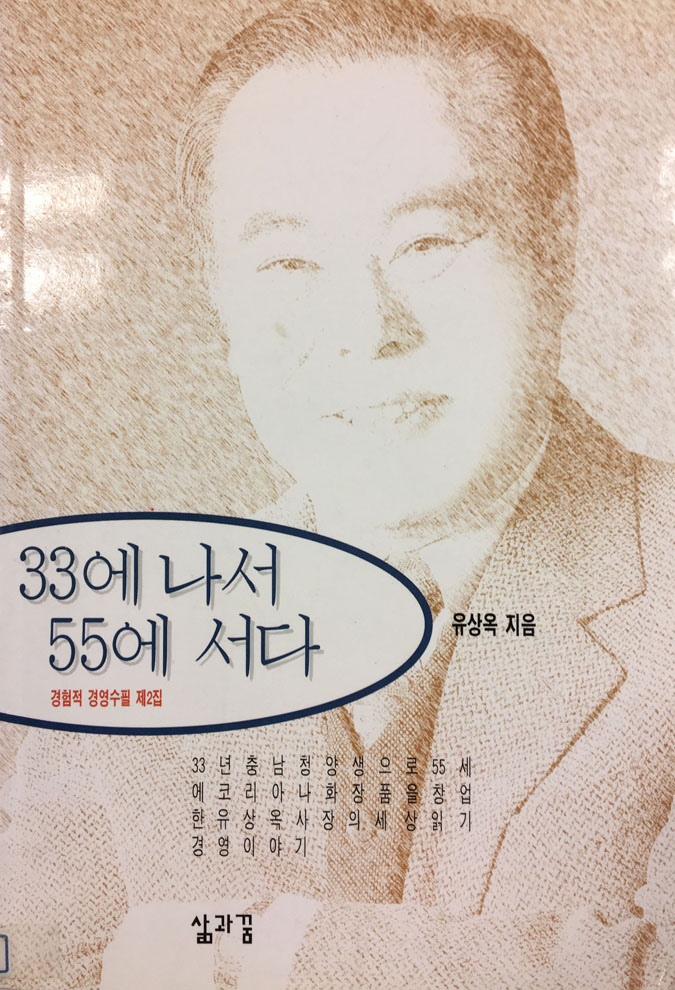 33에 나서
55에 서다
경험적 경영수필 제2집
유상옥 지음
33년충남청양생으로55세
에코리아나화장품을창업
한유상옥사장의세상읽기
경영이야기
삶과꿈